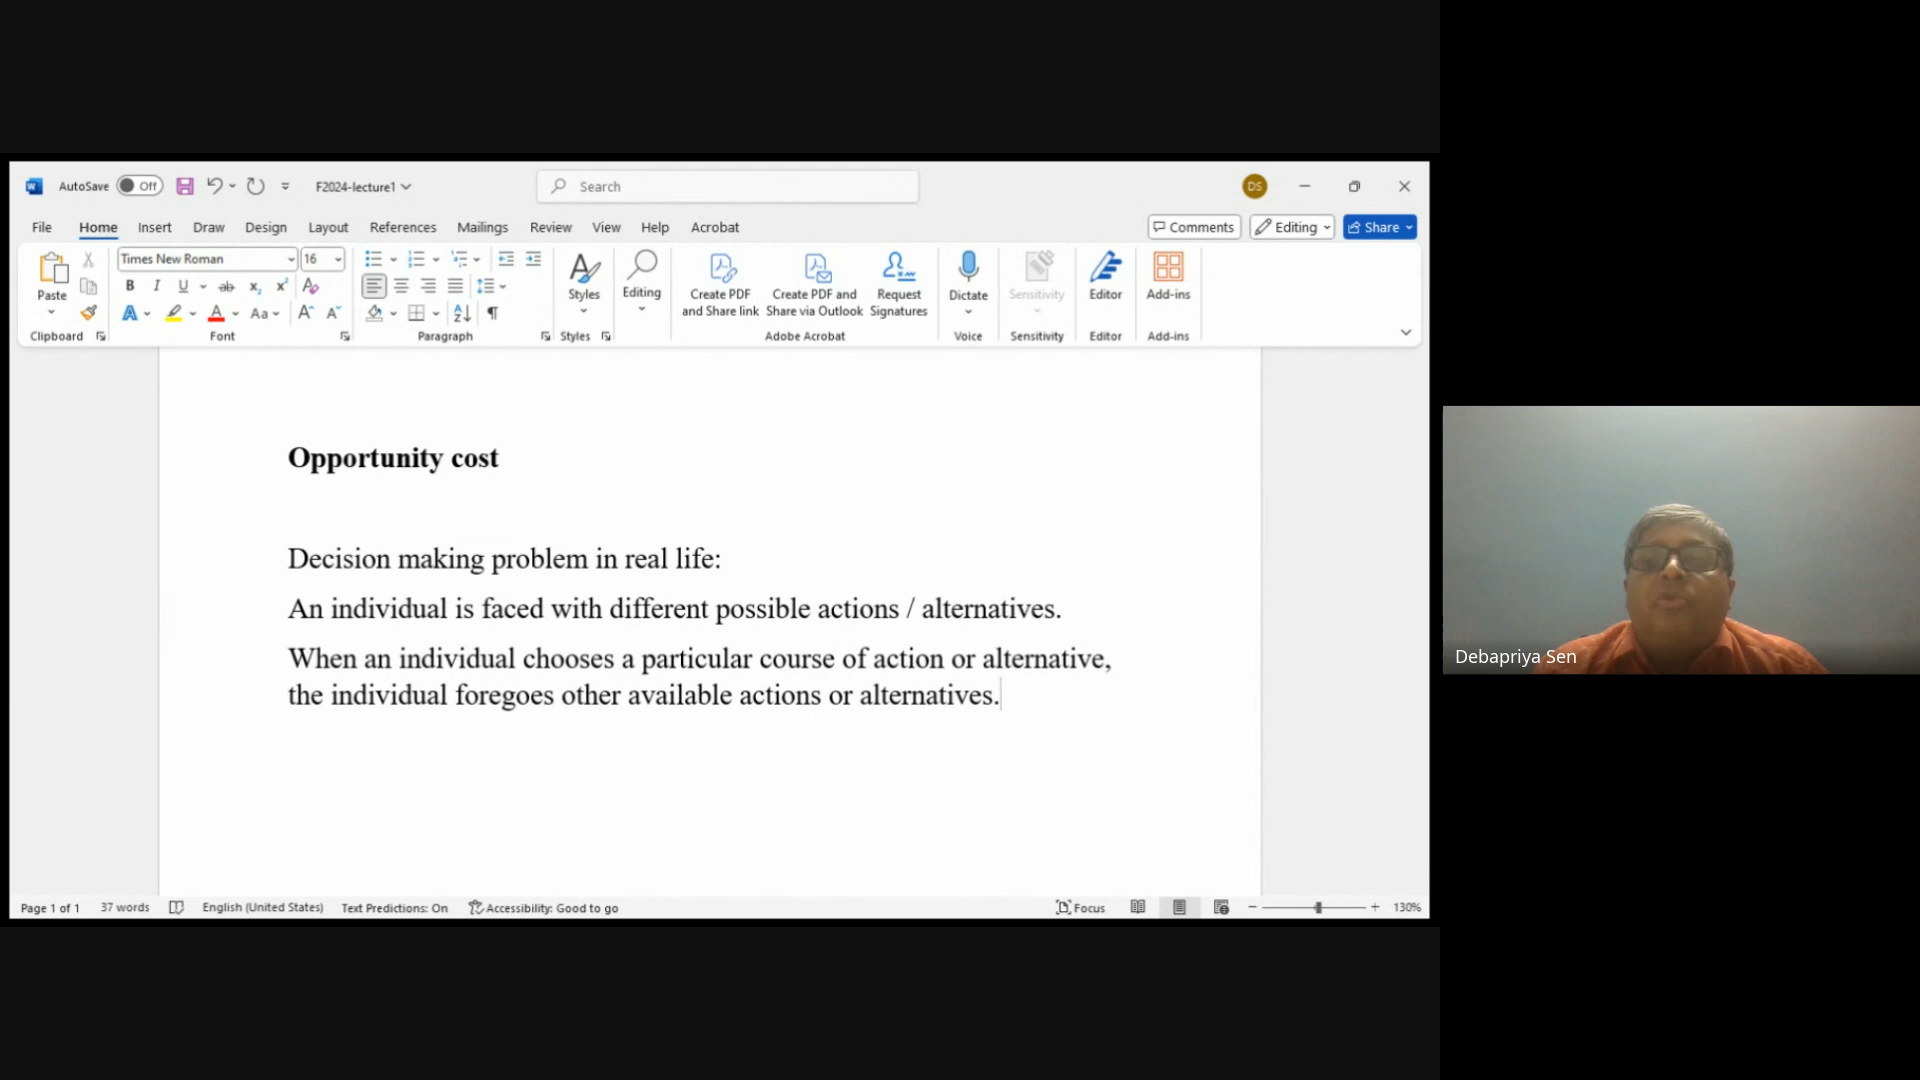 AutoSave Off F2024-lecture1 Search DS
File Home Insert Draw Design Layout References Mailings Review View Help Acrobat Comments Editing Share
Times New Roman 16
Paste
Styles
Editing
Create PDF and Share link
Create PDF and Share via Outlook
Request Signatures
Dictate
Sensitivity
Editor
Add-ins
Clipboard Font Paragraph Styles Adobe Acrobat Voice Sensitivity Editor Add-ins
Opportunity cost
Decision making problem in real life:
An individual is faced with different possible actions / alternatives.
When an individual chooses a particular course of action or alternative,
the individual foregoes other available actions or alternatives.
Debapriya Sen
Page 1 of 1 37 words English (United States) Text Predictions: On Accessibility: Good to go Focus 130%